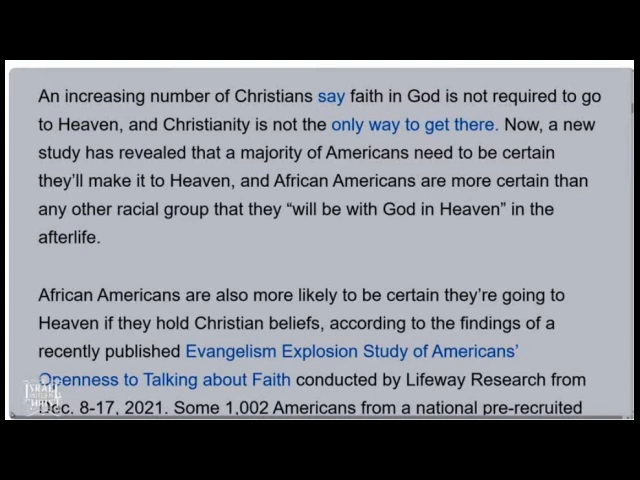 An increasing number of Christians say faith in God is not required to go
to Heaven, and Christianity is not the only way to get there. Now, a new
study has revealed that a majority of Americans need to be certain
they'll make it to Heaven, and African Americans are more certain than
any other racial group that they “will be with God in Heaven” in the
afterlife.
African Americans are also more likely to be certain they're going to
Heaven if they hold Christian beliefs, according to the findings of a
recently published Evangelism Explosion Study of Americans'
Openness to Talking about Faith conducted by Lifeway Research from
Dec. 8-17, 2021. Some 1,002 Americans from a national pre-recruited
ISRAEL